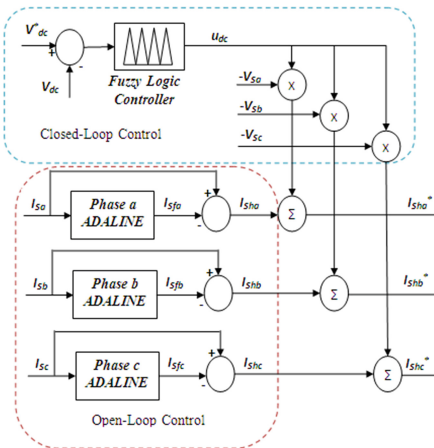 V*dc
+
-
Vdc
Fuzzy Logic
Controller
udc
-Vsa
X
-Vsb
X
-Vsc
X
Closed-Loop Control
Isa
Phase a
ADALINE
Isfa
+
-
Isha
Σ
Isha*
Isb
Phase b
ADALINE
Isfb
+
-
Ishb
Σ
Ishb*
Isc
Phase c
ADALINE
Isfc
+
-
Ishc
Σ
Ishc*
Open-Loop Control